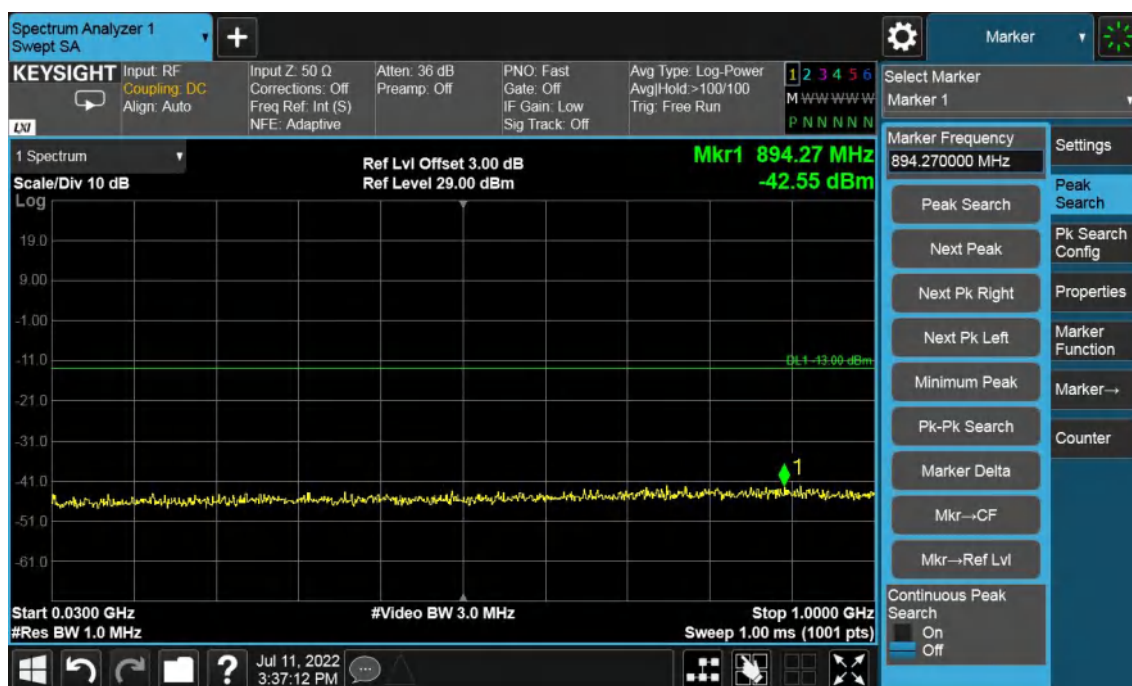 Spectrum Analyzer 1
Swept SA
+
Marker
KEYSIGHT
LXI
Input: RF
Coupling: DC
Align: Auto
Input Z: 50 Ω
Corrections: Off
Freq Ref: Int (S)
NFE: Adaptive
Atten: 36 dB
Preamp: Off
PNO: Fast
Gate: Off
IF Gain: Low
Sig Track: Off
Avg Type: Log-Power
Avg|Hold:>100/100
Trig: Free Run
1 2 3 4 5 6
M W W W W W
P N N N N N
Select Marker
Marker 1
1 Spectrum
Scale/Div 10 dB
Log
Ref Lvl Offset 3.00 dB
Ref Level 29.00 dBm
Mkr1 894.27 MHz
-42.55 dBm
19.0
9.00
-1.00
-11.0
-21.0
-31.0
-41.0
-51.0
-61.0
DL1 -13.00 dBm
1
Start 0.0300 GHz
#Res BW 1.0 MHz
#Video BW 3.0 MHz
Stop 1.0000 GHz
Sweep 1.00 ms (1001 pts)
Marker Frequency
894.270000 MHz
Peak Search
Next Peak
Next Pk Right
Next Pk Left
Minimum Peak
Pk-Pk Search
Marker Delta
Mkr→CF
Mkr→Ref Lvl
Continuous Peak
Search
On
Off
Settings
Peak
Search
Pk Search
Config
Properties
Marker
Function
Marker→
Counter
?
Jul 11, 2022
3:37:12 PM